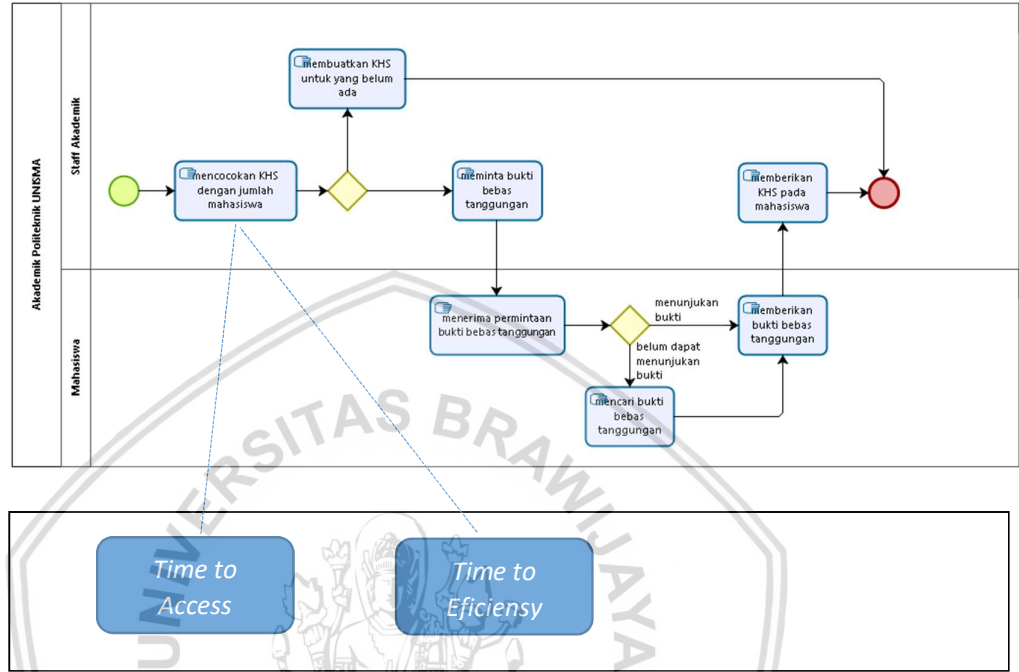 Akademik Politeknik UNISMA
Staff Akademik
membuatkan KHS
untuk yang belum
ada
mencocokan KHS
dengan jumlah
mahasiswa
meminta bukti
bebas
tanggungan
memberikan
KHS pada
mahasiswa
Mahasiswa
menerima permintaan
bukti bebas tanggungan
menunjukan
bukti
memberikan
bukti bebas
tanggungan
belum dapat
menunjukan
bukti
mencari bukti
bebas
tanggungan
UNIVERSITAS BRAWIJAYA
Time to
Access
Time to
Eficiensy